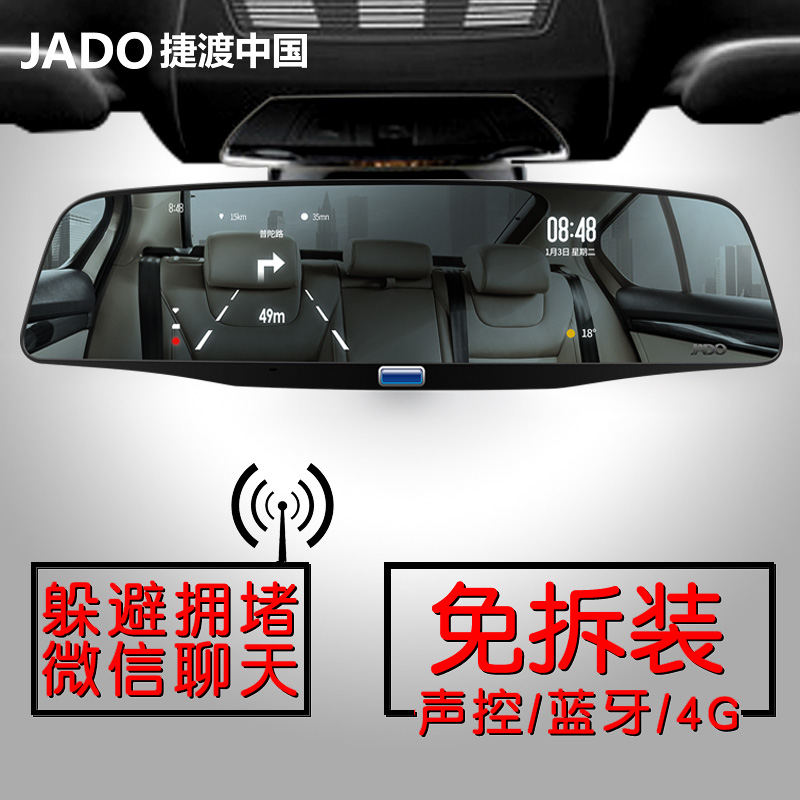 JADO 捷渡中国
8:48
15km
35mn
普陀路
49m
08:48
1月3日 星期二
18°
JADO
躲避拥堵
微信聊天
免拆装
声控/蓝牙/4G